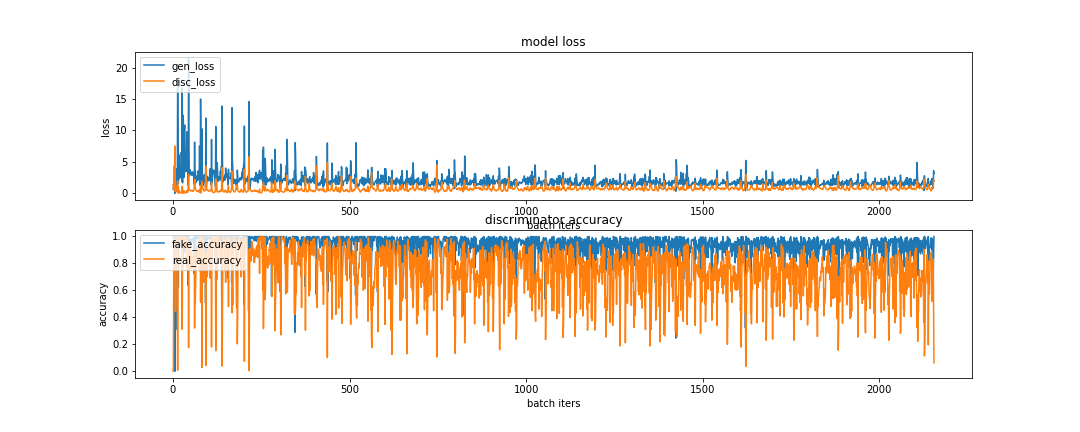 model loss
gen_loss
disc_loss
20
15
10
5
0
loss
0
500
1000
1500
2000
batch iters
discriminator accuracy
fake_accuracy
real_accuracy
1.0
0.8
0.6
0.4
0.2
0.0
accuracy
0
500
1000
1500
2000
batch iters